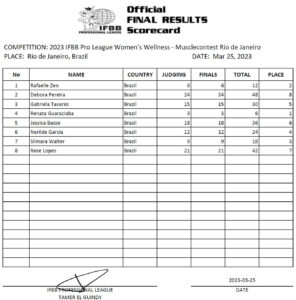 Official
FINAL RESULTS
Scorecard
IFBB
PROFESSIONAL LEAGUE
COMPETITION: 2023 IFBB Pro League Women's Wellness - Musclecontest Rio de Janeiro
PLACE: Rio de Janeiro, Brazil DATE: Mar 25, 2023
No NAME COUNTRY JUDGING FINALS TOTAL PLACE
1 Rafaelle Zen Brazil 6 6 12 2
2 Debora Pereira Brazil 24 24 48 8
3 Gabriela Tavares Brazil 15 15 30 5
4 Renata Guaraciaba Brazil 3 3 6 1
5 Jessica Basso Brazil 18 18 36 6
6 Nerilde Garcia Brazil 12 12 24 4
7 Silmara Walter Brazil 9 9 18 3
8 Rose Lopes Brazil 21 21 42 7
2023-03-25
IFBB PROFESSIONAL LEAGUE DATE
TAMER EL GUINDY